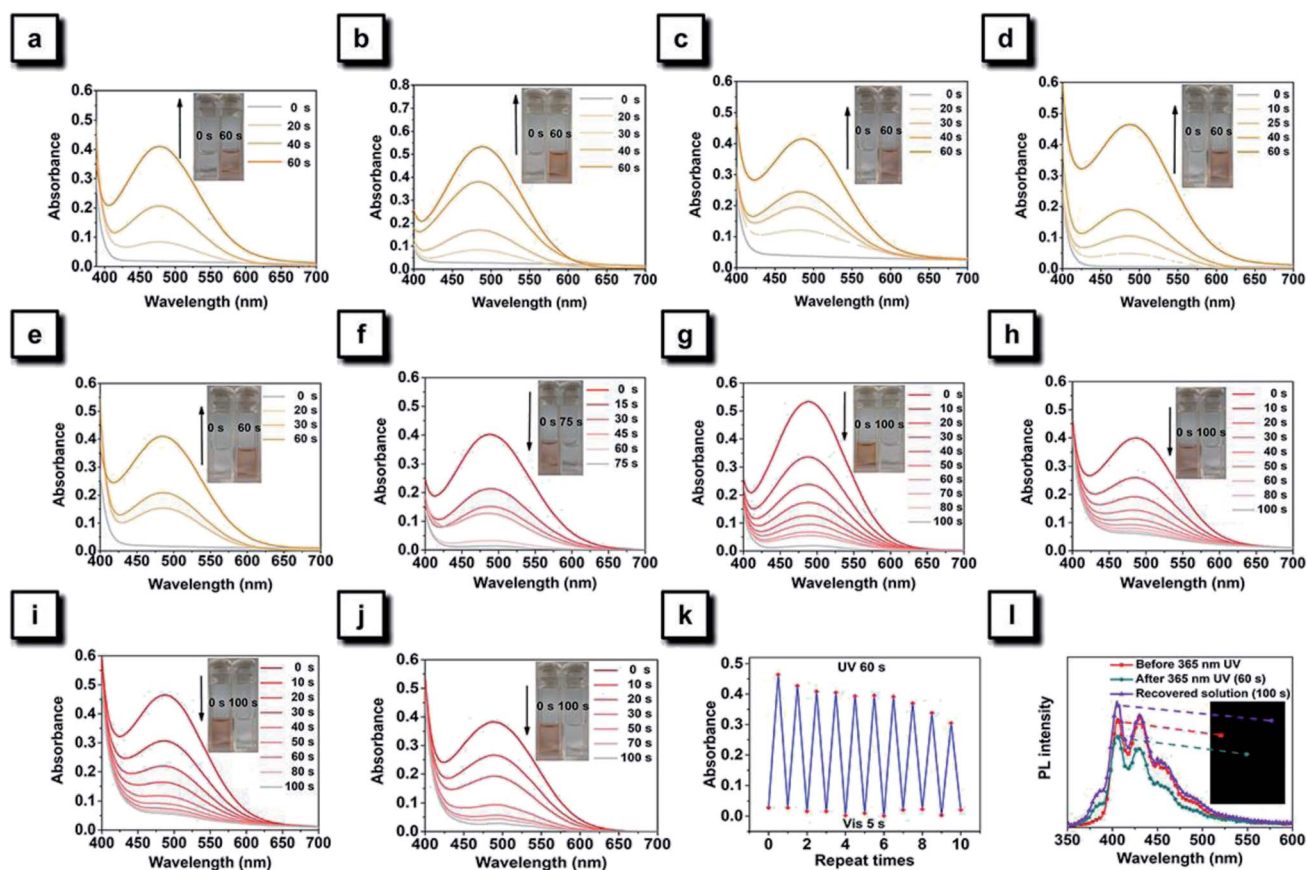 a
0.6
0.5
0.4
0.3
0.2
0.1
0.0
400 450 500 550 600 650 700
Absorbance
Wavelength (nm)
0 s 60 s
0 s
20 s
40 s
60 s
b
0.8
0.7
0.6
0.5
0.4
0.3
0.2
0.1
0.0
400 450 500 550 600 650 700
Absorbance
Wavelength (nm)
0 s 60 s
0 s
20 s
30 s
40 s
60 s
c
0.6
0.5
0.4
0.3
0.2
0.1
0.0
400 450 500 550 600 650 700
Absorbance
Wavelength (nm)
0 s 60 s
0 s
20 s
30 s
40 s
60 s
d
0.6
0.5
0.4
0.3
0.2
0.1
0.0
400 450 500 550 600 650 700
Absorbance
Wavelength (nm)
0 s 60 s
0 s
10 s
25 s
40 s
60 s
e
0.6
0.5
0.4
0.3
0.2
0.1
0.0
400 450 500 550 600 650 700
Absorbance
Wavelength (nm)
0 s 60 s
0 s
20 s
30 s
60 s
f
0.6
0.5
0.4
0.3
0.2
0.1
0.0
400 450 500 550 600 650 700
Absorbance
Wavelength (nm)
0 s 75 s
0 s
15 s
30 s
45 s
60 s
75 s
g
0.6
0.5
0.4
0.3
0.2
0.1
0.0
400 450 500 550 600 650 700
Absorbance
Wavelength (nm)
0 s 100 s
0 s
10 s
20 s
30 s
40 s
50 s
60 s
70 s
80 s
100 s
h
0.6
0.5
0.4
0.3
0.2
0.1
0.0
400 450 500 550 600 650 700
Absorbance
Wavelength (nm)
0 s 100 s
0 s
10 s
20 s
30 s
40 s
50 s
60 s
80 s
100 s
i
0.6
0.5
0.4
0.3
0.2
0.1
0.0
400 450 500 550 600 650 700
Absorbance
Wavelength (nm)
0 s 100 s
0 s
10 s
20 s
30 s
40 s
50 s
60 s
80 s
100 s
j
0.6
0.5
0.4
0.3
0.2
0.1
0.0
400 450 500 550 600 650 700
Absorbance
Wavelength (nm)
0 s 100 s
0 s
10 s
20 s
30 s
50 s
70 s
100 s
k
0.5
0.4
0.3
0.2
0.1
0.0
0 2 4 6 8 10
Absorbance
Repeat times
UV 60 s
Vis 5 s
l
Before 365 nm UV
After 365 nm UV (60 s)
Recovered solution (100 s)
PL intensity
350 400 450 500 550 600
Wavelength (nm)